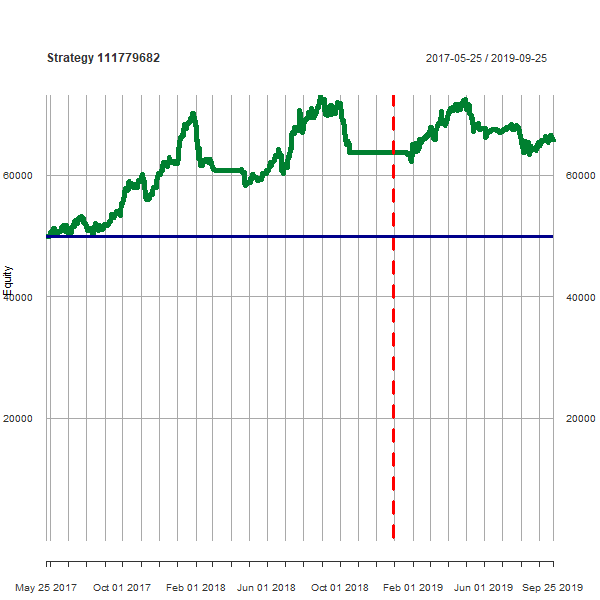 Strategy 111779682
2017-05-25 / 2019-09-25
60000
60000
Equity
40000
40000
20000
20000
May 25 2017
Oct 01 2017
Feb 01 2018
Jun 01 2018
Oct 01 2018
Feb 01 2019
Jun 01 2019
Sep 25 2019